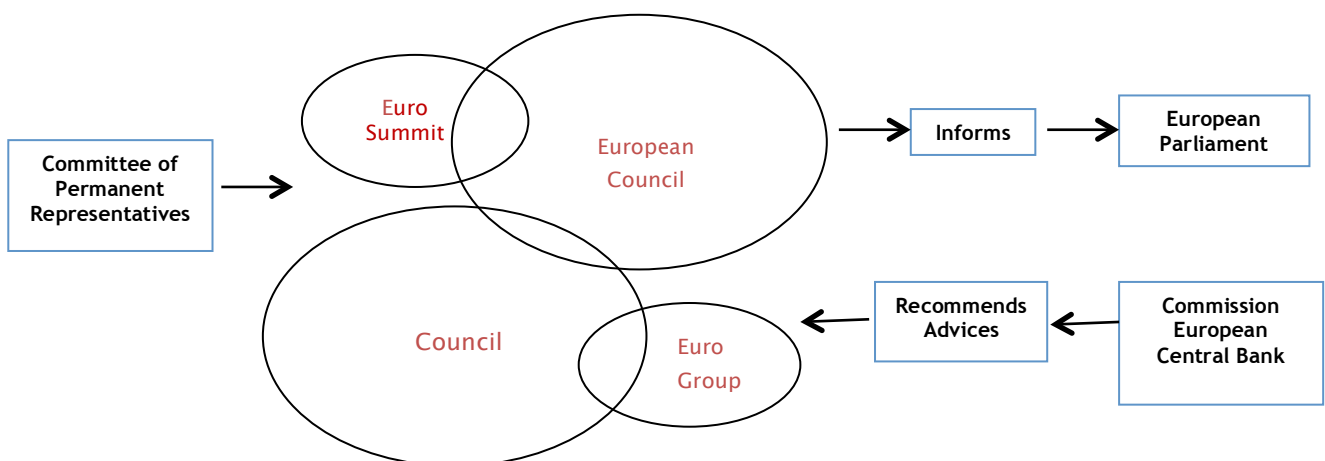 Committee of
Permanent
Representatives
Euro
Summit
European
Council
Informs
European
Parliament
Council
Euro
Group
Recommends
Advices
Commission
European
Central Bank